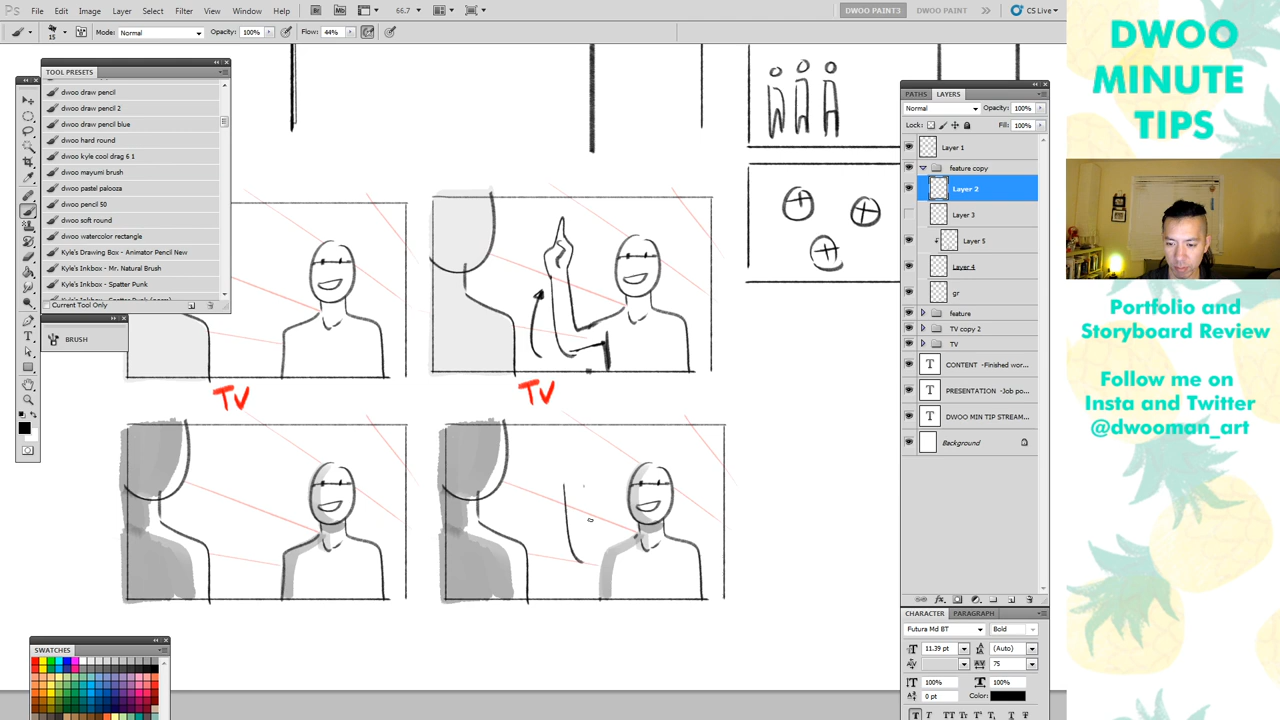 Ps File Edit Image Layer Select Filter View Window Help Br Mb 66.7 DWOO PAINT3 DWOO PAINT CS Live
15 Mode: Normal Opacity: 100% Flow: 44%
TOOL PRESETS
dwoo draw pencil
dwoo draw pencil 2
dwoo draw pencil blue
dwoo hard round
dwoo kyle cool drag 6 1
dwoo mayumi brush
dwoo pastel palooza
dwoo pencil 50
dwoo soft round
dwoo watercolor rectangle
Kyle's Drawing Box - Animator Pencil New
Kyle's Inkbox - Mr. Natural Brush
Kyle's Inkbox - Spatter Punk
Current Tool Only
BRUSH
TV
TV
SWATCHES
PATHS LAYERS
Normal Opacity: 100%
Lock: Fill: 100%
Layer 1
feature copy
Layer 2
Layer 3
Layer 5
Layer 4
gr
feature
TV copy 2
TV
CONTENT -Finished wor...
PRESENTATION -Job po...
DWOO MIN TIP STREAM...
Background
CHARACTER PARAGRAPH
Futura Md BT Bold
11.39 pt (Auto)
75
100% 100%
0 pt Color:
DWOO
MINUTE
TIPS
Portfolio and
Storyboard Review
Follow me on
Insta and Twitter
@dwooman_art